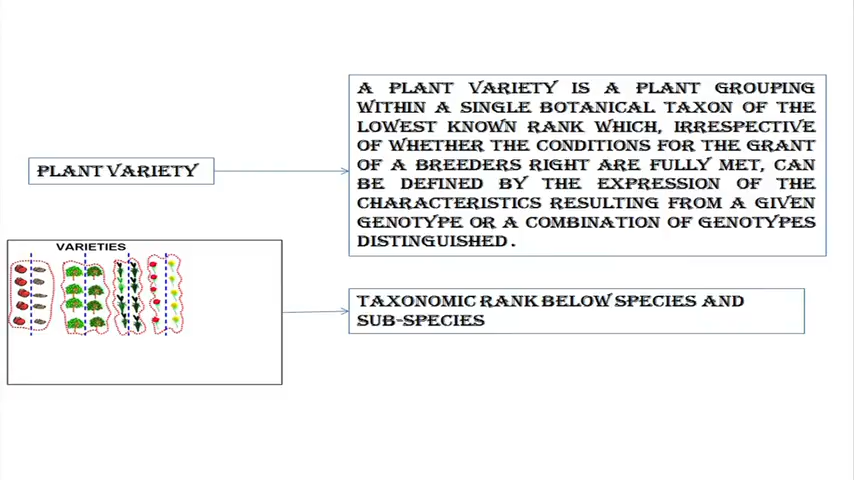 A PLANT VARIETY IS A PLANT GROUPING
WITHIN A SINGLE BOTANICAL TAXON OF THE
LOWEST KNOWN RANK WHICH, IRRESPECTIVE
OF WHETHER THE CONDITIONS FOR THE GRANT
OF A BREEDERS RIGHT ARE FULLY MET, CAN
BE DEFINED BY THE EXPRESSION OF THE
CHARACTERISTICS RESULTING FROM A GIVEN
GENOTYPE OR A COMBINATION OF GENOTYPES
DISTINGUISHED.
PLANT VARIETY
VARIETIES
TAXONOMIC RANK BELOW SPECIES AND
SUB-SPECIES